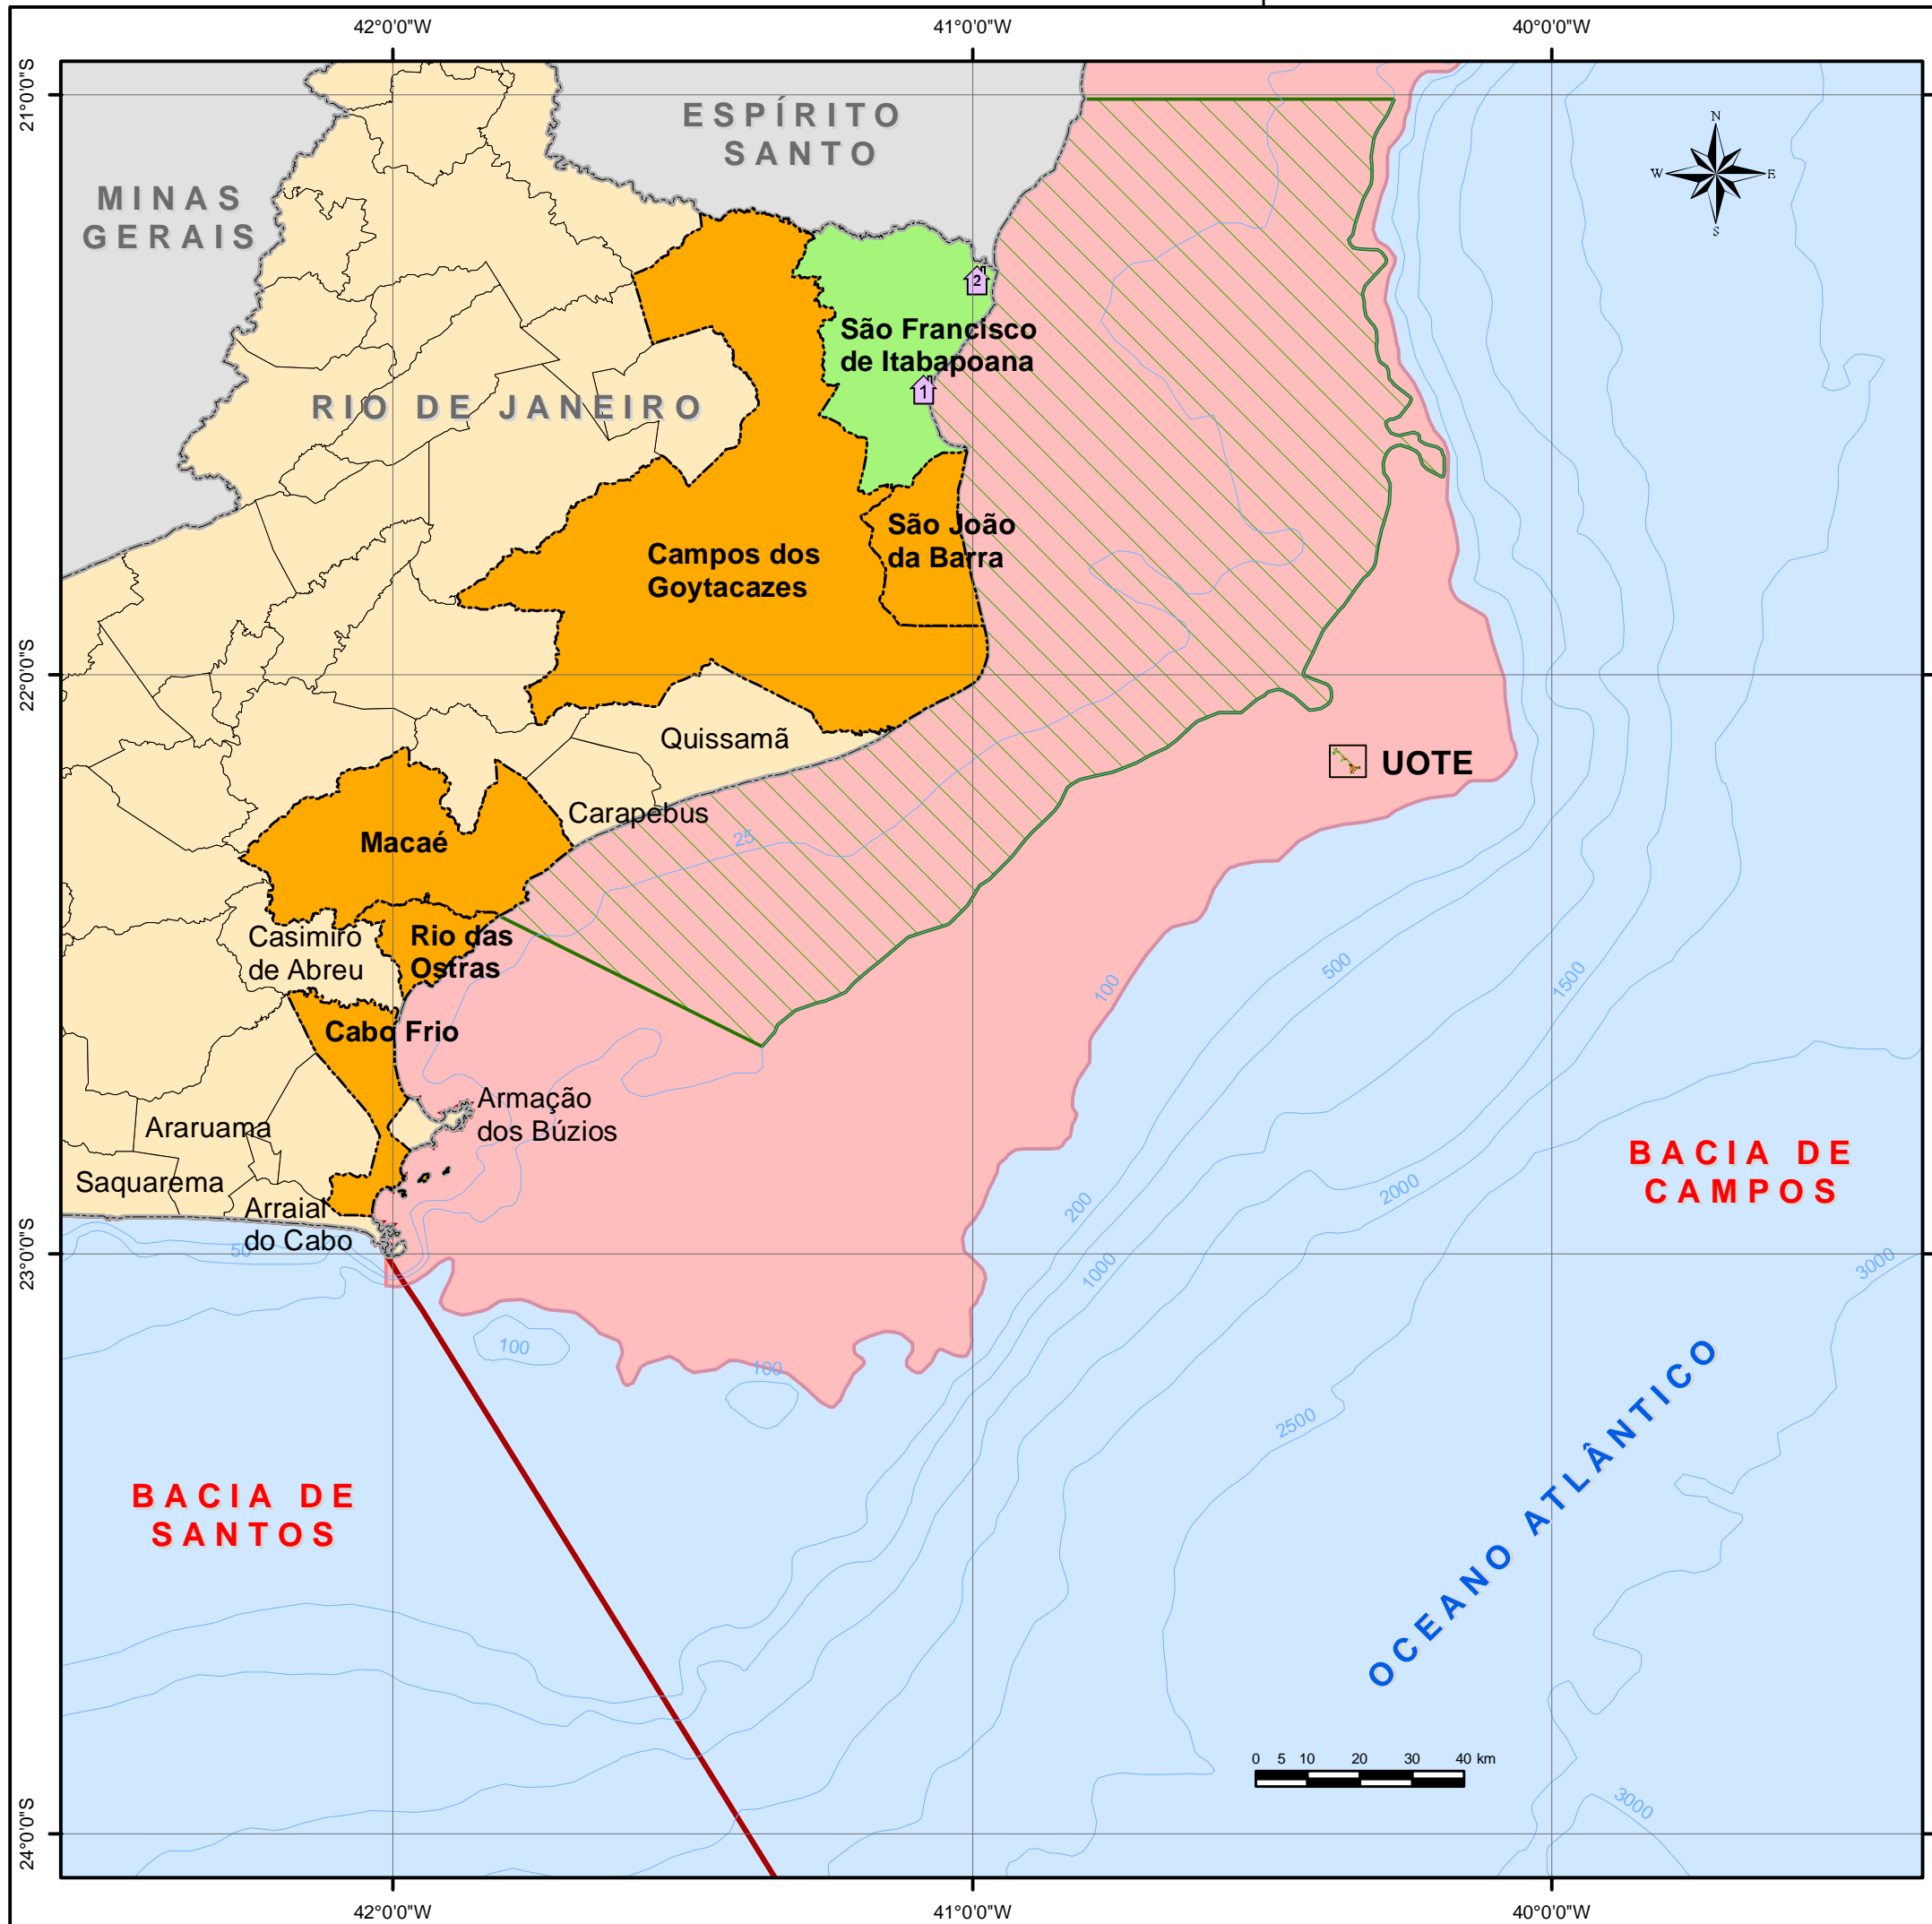 42°0'0"W
41°0'0"W
40°0'0"W
21°0'0"S
22°0'0"S
23°0'0"S
24°0'0"S
ESPÍRITO
SANTO
MINAS
GERAIS
N
W
E
S
2
São Francisco
de Itabapoana
1
RIO DE JANEIRO
São João
da Barra
Campos dos
Goytacazes
Quissamã
UOTE
Carapebus
25
Macaé
Casimiro
de Abreu
Rio das
Ostras
100
500
1500
Cabo Frio
Armação
dos Búzios
Araruama
Saquarema
Arraial
do Cabo
50
200
1000
2000
BACIA DE
CAMPOS
3000
100
100
2500
OCEANO ATLÂNTICO
BACIA DE
SANTOS
0 5 10 20 30 40 km
3000
42°0'0"W
41°0'0"W
40°0'0"W